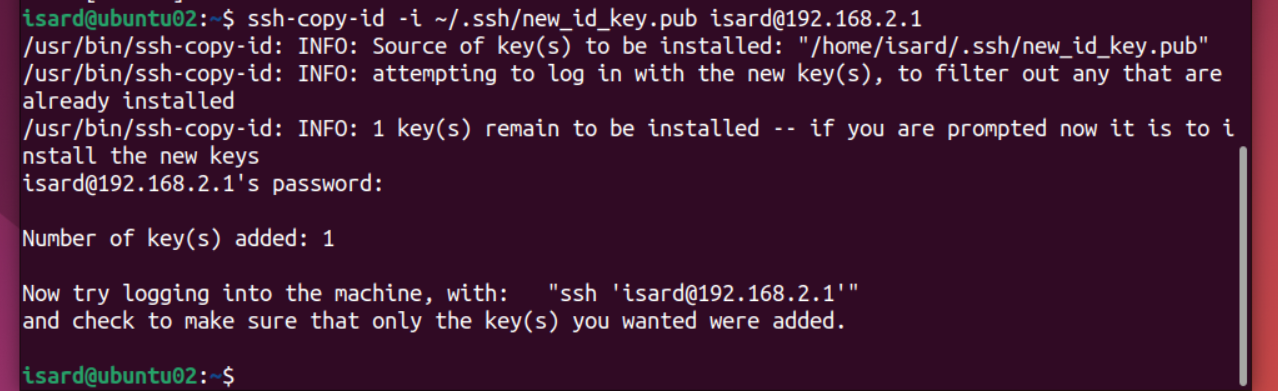 isard@ubuntu02:~$ ssh-copy-id -i ~/.ssh/new_id_key.pub isard@192.168.2.1
/usr/bin/ssh-copy-id: INFO: Source of key(s) to be installed: "/home/isard/.ssh/new_id_key.pub"
/usr/bin/ssh-copy-id: INFO: attempting to log in with the new key(s), to filter out any that are
already installed
/usr/bin/ssh-copy-id: INFO: 1 key(s) remain to be installed -- if you are prompted now it is to i
nstall the new keys
isard@192.168.2.1's password:
Number of key(s) added: 1
Now try logging into the machine, with:   "ssh 'isard@192.168.2.1'"
and check to make sure that only the key(s) you wanted were added.
isard@ubuntu02:~$